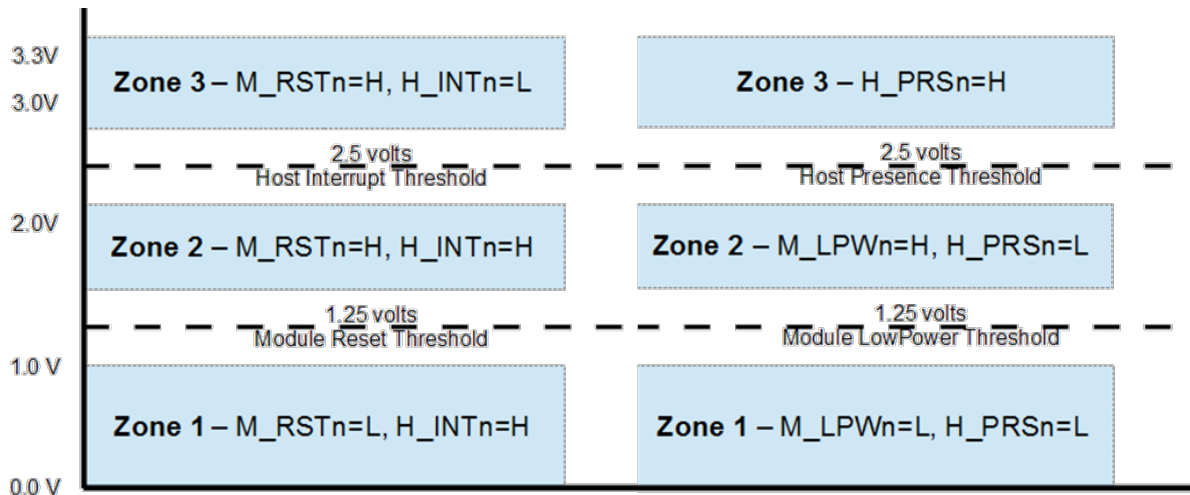 3.3V
Zone 3 – M_RSTn=H, H_INTn=L
Zone 3 – H_PRSn=H
3.0V
2.5 volts
2.5 volts
Host Interrupt Threshold
Host Presence Threshold
2.0V
Zone 2 – M_RSTn=H, H_INTn=H
Zone 2 – M_LPWn=H, H_PRSn=L
1.25 volts
1.25 volts
Module Reset Threshold
Module LowPower Threshold
1.0 V
Zone 1 – M_RSTn=L, H_INTn=H
Zone 1 – M_LPWn=L, H_PRSn=L
0.0 V